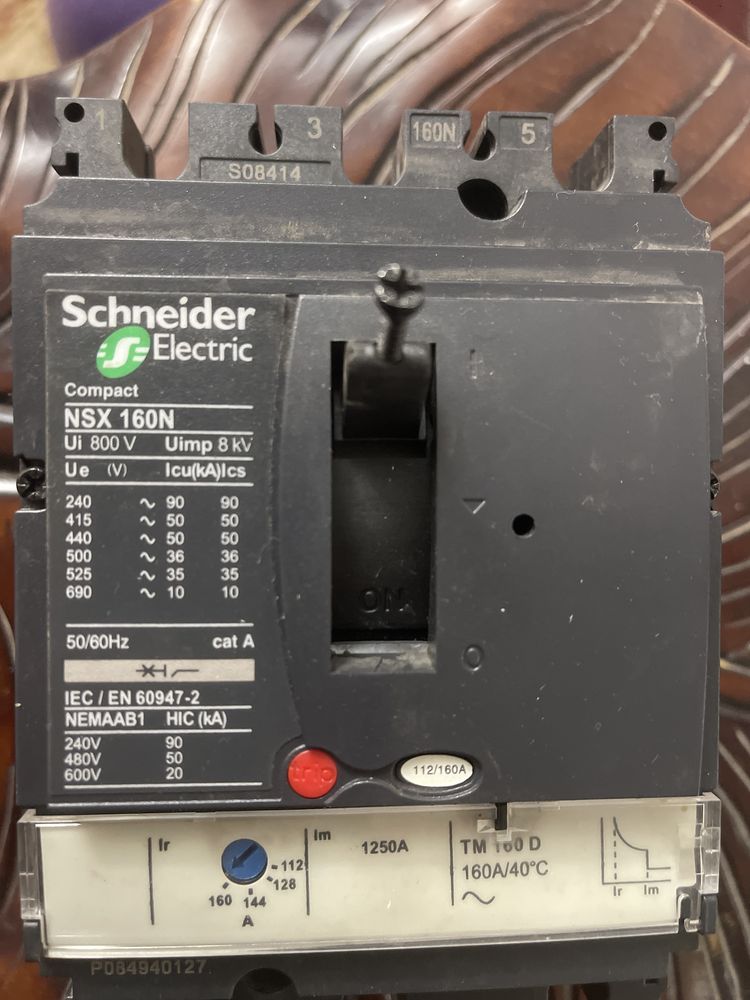 1 3 160N 5
S08414
Schneider
Electric
Compact
NSX 160N
Ui 800 V Uimp 8 kV
Ue (V) Icu(kA)Ics
240 ~ 90 90
415 ~ 50 50
440 ~ 50 50
500 ~ 36 36
525 ~ 35 35
690 ~ 10 10
ON
O
50/60Hz cat A
IEC / EN 60947-2
NEMAAB1 HIC (kA)
240V 90
480V 50
600V 20
trip
112/160A
Ir
112
128
144
160
A
Im
1250A
TM 160 D
160A/40°C
~
Ir Im
P084940127